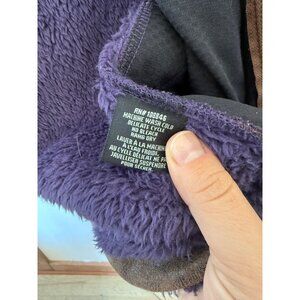 RN# 108846
MACHINE WASH COLD
DELICATE CYCLE
NO BLEACH
HANG DRY
LAVER À LA MACHINE
À L'EAU FROIDE.
AU CYCLE DÉLICAT NE PAS
JAVELLISER SUSPENDRE
POUR SÉCHER.